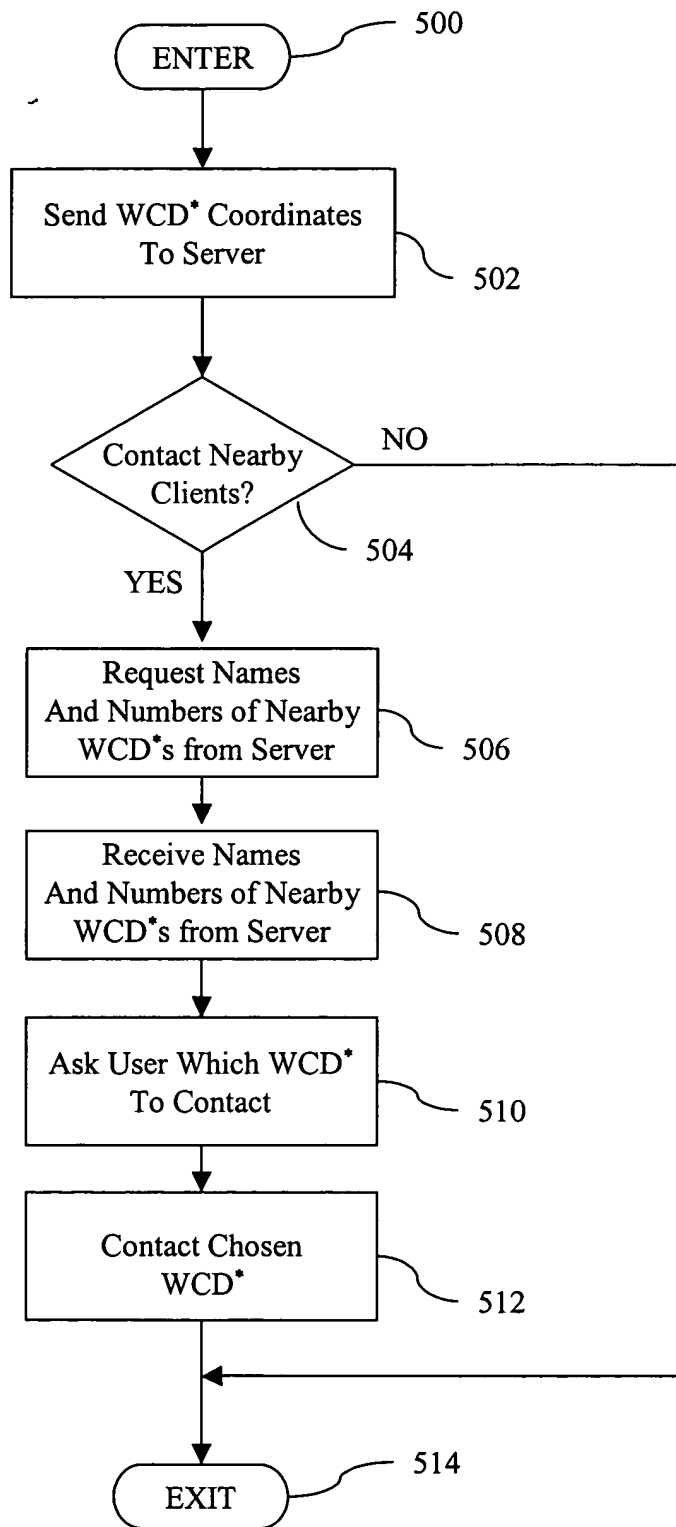 500
ENTER
Send WCD* Coordinates
To Server
502
NO
Contact Nearby
Clients?
504
YES
Request Names
And Numbers of Nearby
WCD*s from Server
506
Receive Names
And Numbers of Nearby
WCD*s from Server
508
Ask User Which WCD*
To Contact
510
Contact Chosen
WCD*
512
514
EXIT